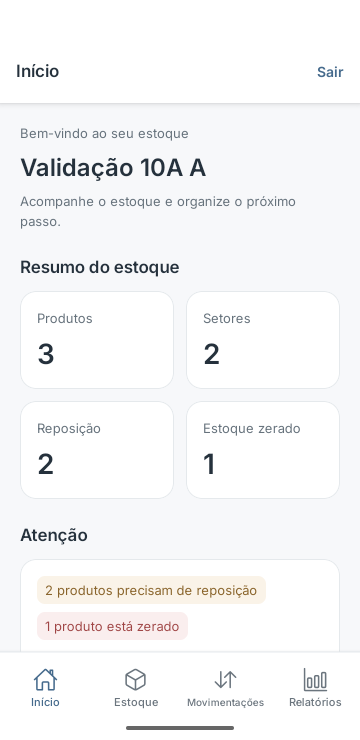 Início
Sair
Bem-vindo ao seu estoque
Validação 10A A
Acompanhe o estoque e organize o próximo
passo.
Resumo do estoque
Produtos
3
Setores
2
Reposição
2
Estoque zerado
1
Atenção
2 produtos precisam de reposição
1 produto está zerado
Início
Estoque
Movimentações
Relatórios